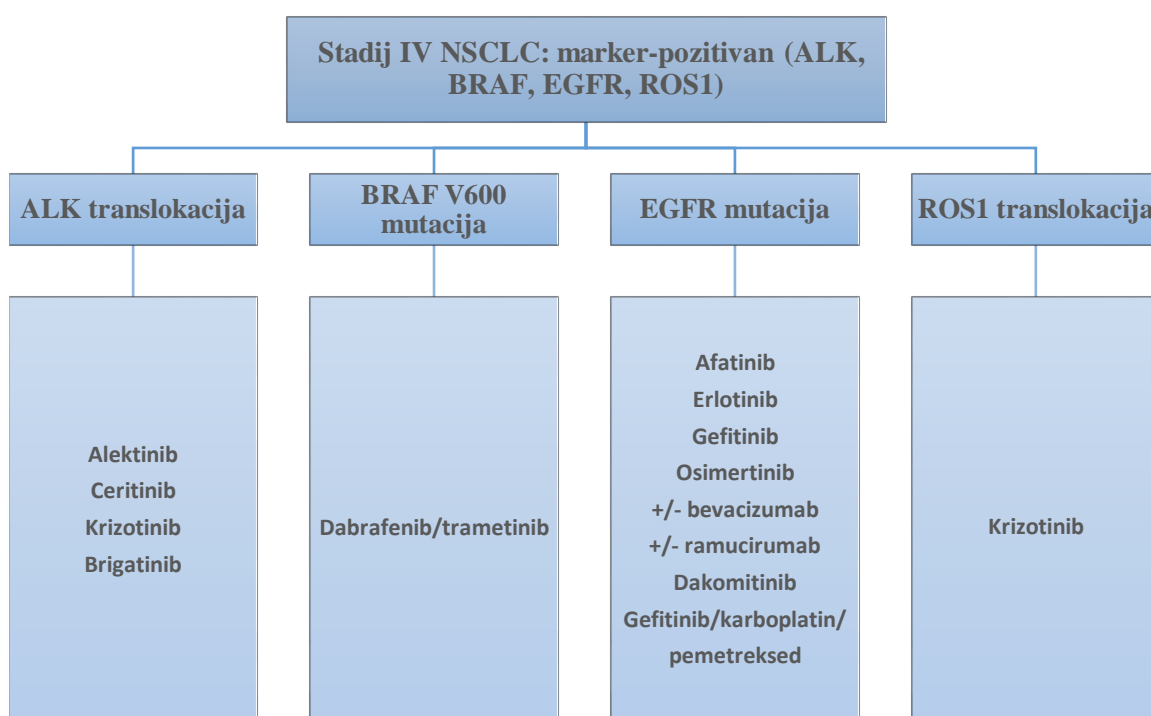 Stadij IV NSCLC: marker-pozitivan (ALK,
BRAF, EGFR, ROS1)
ALK translokacija
BRAF V600
mutacija
EGFR mutacija
ROS1 translokacija
Alektinib
Ceritinib
Krizotinib
Brigatinib
Dabrafenib/trametinib
Afatinib
Erlotinib
Gefitinib
Osimertinib
+/- bevacizumab
+/- ramucirumab
Dakomitinib
Gefitinib/karboplatin/
pemetreksed
Krizotinib